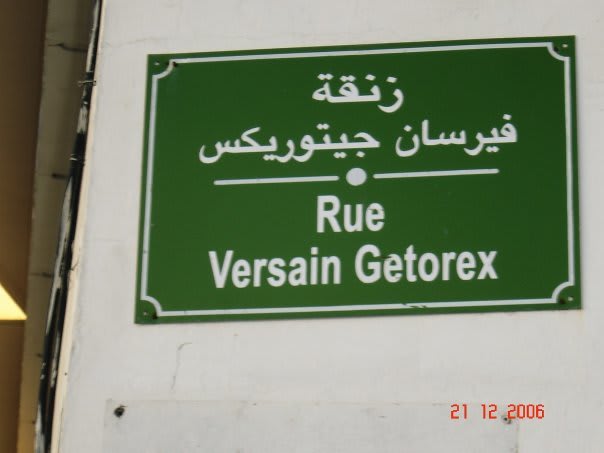 زنقة
فيرسان جيتوريكس
Rue
Versain Getorex
21 12 2006